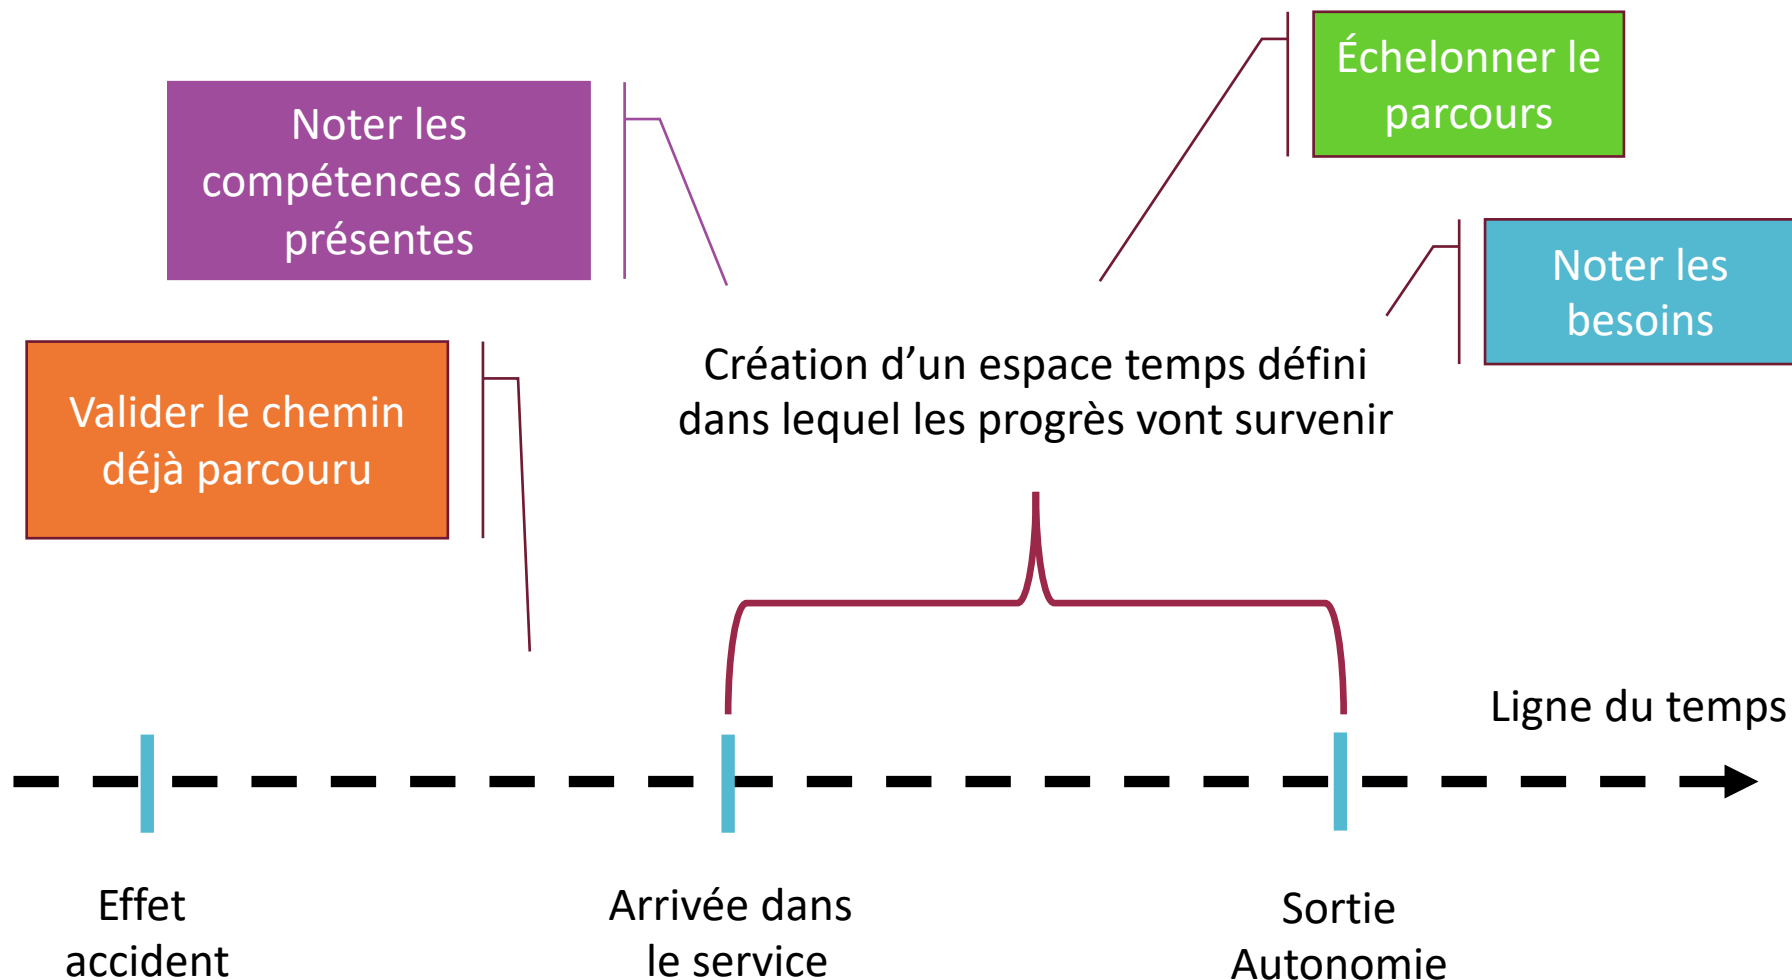 Échelonner le
parcours
Noter les
compétences déjà
présentes
Noter les
besoins
Création d’un espace temps défini
dans lequel les progrès vont survenir
Valider le chemin
déjà parcouru
Ligne du temps
Effet
accident
Arrivée dans
le service
Sortie
Autonomie